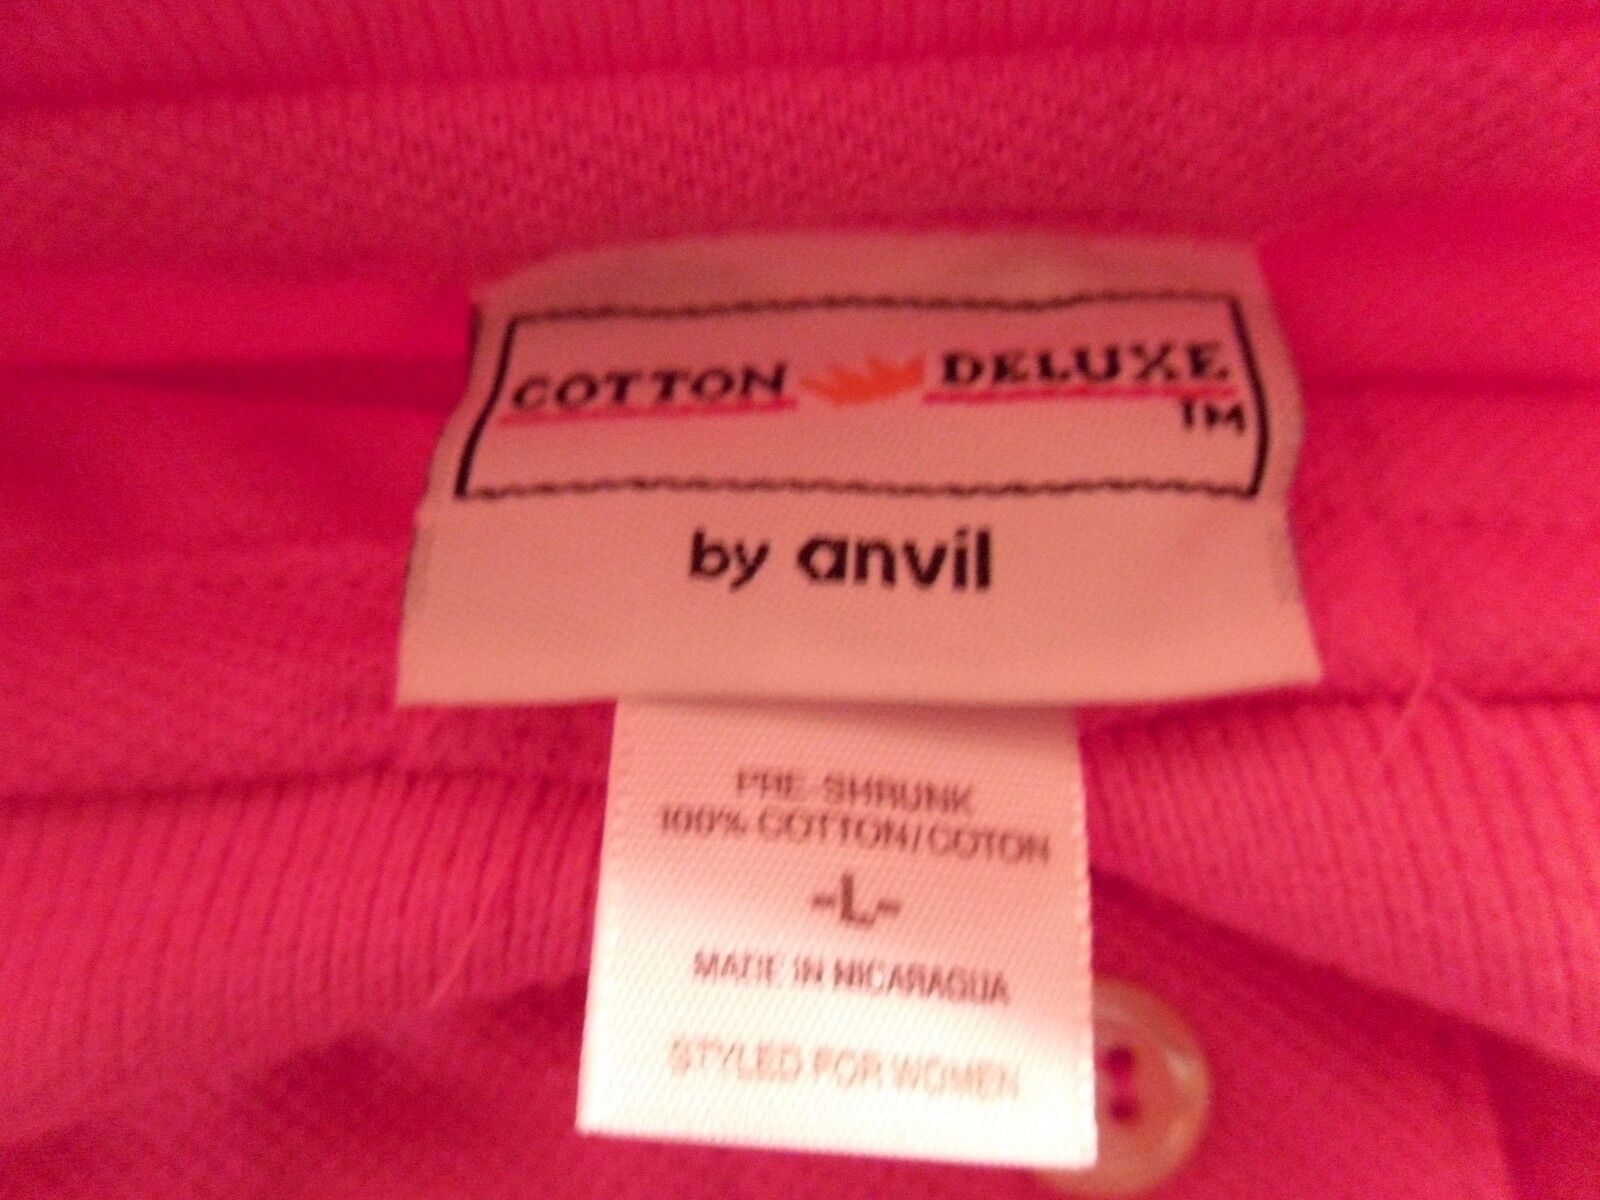 COTTON DELUXE
TM
by anvil
PRE-SHRUNK
100% COTTON/COTON
-L-
MADE IN NICARAGUA
STYLED FOR WOMEN